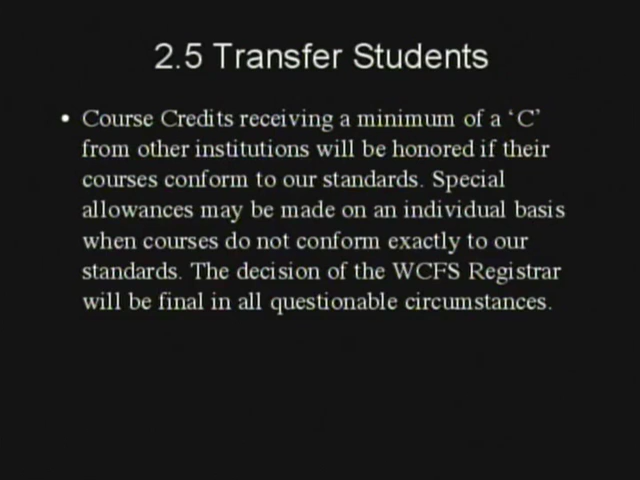 2.5 Transfer Students
• Course Credits receiving a minimum of a ‘C’
from other institutions will be honored if their
courses conform to our standards. Special
allowances may be made on an individual basis
when courses do not conform exactly to our
standards. The decision of the WCFS Registrar
will be final in all questionable circumstances.